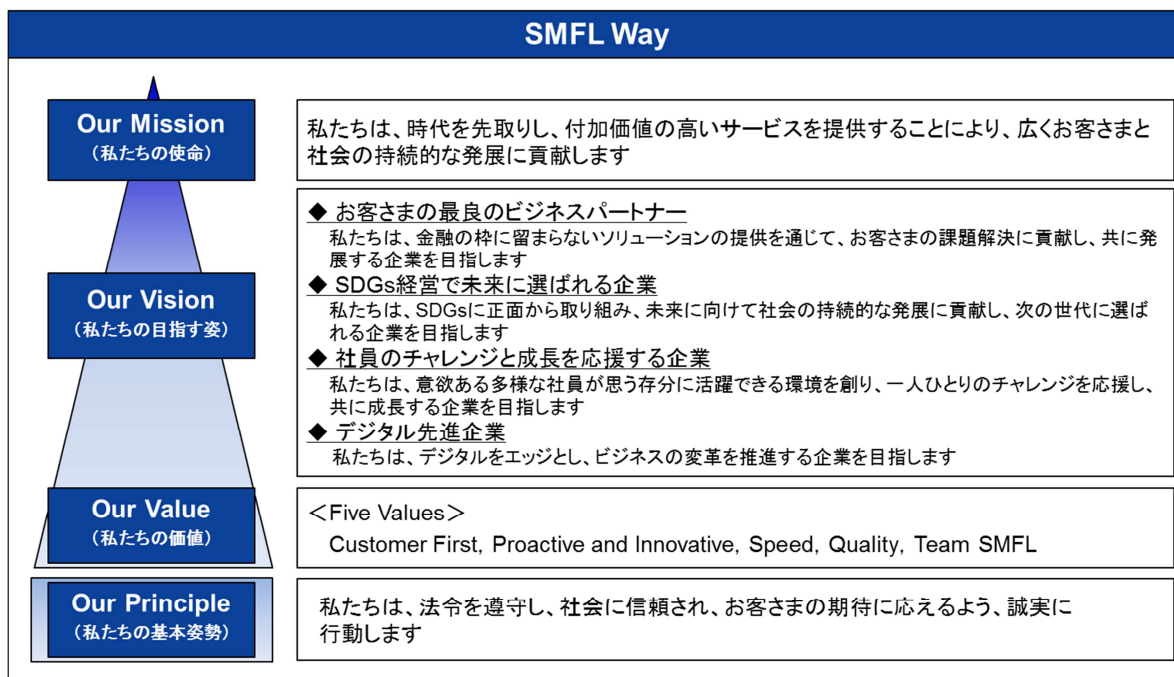 SMFL Way
Our Mission
（私たちの使命）
私たちは、時代を先取りし、付加価値の高いサービスを提供することにより、広くお客さまと
社会の持続的な発展に貢献します
Our Vision
（私たちの目指す姿）
◆ お客さまの最良のビジネスパートナー
私たちは、金融の枠に留まらないソリューションの提供を通じて、お客さまの課題解決に貢献し、共に発
展する企業を目指します
◆ SDGs経営で未来に選ばれる企業
私たちは、SDGsに正面から取り組み、未来に向けて社会の持続的な発展に貢献し、次の世代に選ば
れる企業を目指します
◆ 社員のチャレンジと成長を応援する企業
私たちは、意欲ある多様な社員が思う存分に活躍できる環境を創り、一人ひとりのチャレンジを応援し、
共に成長する企業を目指します
◆ デジタル先進企業
私たちは、デジタルをエッジとし、ビジネスの変革を推進する企業を目指します
Our Value
（私たちの価値）
＜Five Values＞
Customer First, Proactive and Innovative, Speed, Quality, Team SMFL
Our Principle
（私たちの基本姿勢）
私たちは、法令を遵守し、社会に信頼され、お客さまの期待に応えるよう、誠実に
行動します